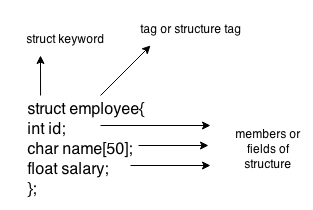 struct keyword
tag or structure tag
struct employee{
int id;
char name[50];
float salary;
};
members or
fields of
structure